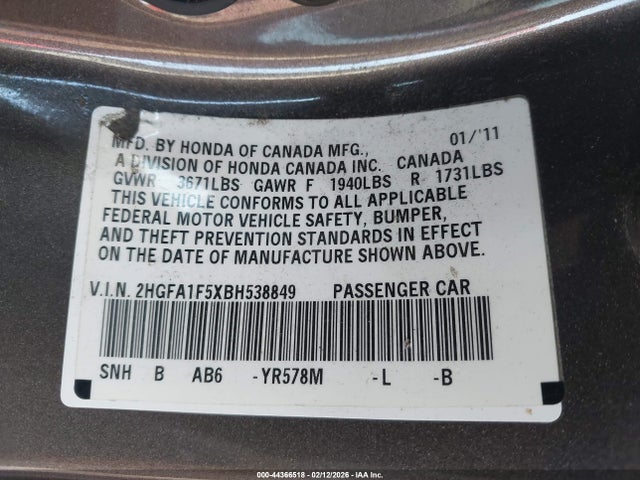 MFD. BY HONDA OF CANADA MFG., 01/'11
A DIVISION OF HONDA CANADA INC. CANADA
GVWR 3671LBS GAWR F 1940LBS R 1731LBS
THIS VEHICLE CONFORMS TO ALL APPLICABLE
FEDERAL MOTOR VEHICLE SAFETY, BUMPER,
AND THEFT PREVENTION STANDARDS IN EFFECT
ON THE DATE OF MANUFACTURE SHOWN ABOVE.
V.I.N. 2HGFA1F5XBH538849 PASSENGER CAR
SNH B AB6 -YR578M -L -B
000-44366518 - 02/12/2026 - IAA Inc.